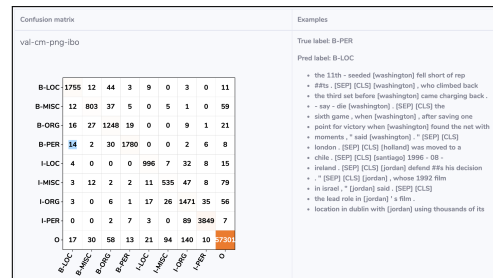 Confusion matrix
Examples
val-cm-png-ibo
True label: B-PER
Pred label: B-LOC
B-LOC 1755 12 44 3 9 0 3 0 11
B-MISC 12 803 37 5 0 5 1 0 59
B-ORG 16 27 1248 19 0 0 9 1 21
B-PER 14 2 30 1780 0 0 2 6 8
I-LOC 4 0 0 0 996 7 32 8 15
I-MISC 3 12 2 2 11 535 47 8 79
I-ORG 3 0 6 1 17 26 1471 35 56
I-PER 0 0 2 7 3 0 89 3849 7
O 17 30 58 13 21 94 140 10 57301
B-LOC B-MISC B-ORG B-PER I-LOC I-MISC I-ORG I-PER O
• the 11th - seeded [washington] fell short of rep
• ##ts . [SEP] [CLS] [washington] , who climbed back
• the third set before [washington] came charging back .
• - say - die [washington] . [SEP] [CLS] the
• sixth game , when [washington] , after saving one
• point for victory when [washington] found the net with
• moments , " said [washington] . " [SEP] [CLS]
• london . [SEP] [CLS] [holland] was moved to a
• chile . [SEP] [CLS] [santiago] 1996 - 08 -
• ireland . [SEP] [CLS] [jordan] defend ##s his decision
• . " [SEP] [CLS] [jordan] , whose 1992 film
• in israel , " [jordan] said . [SEP] [CLS]
• the lead role in [jordan] ' s film .
• location in dublin with [jordan] using thousands of its